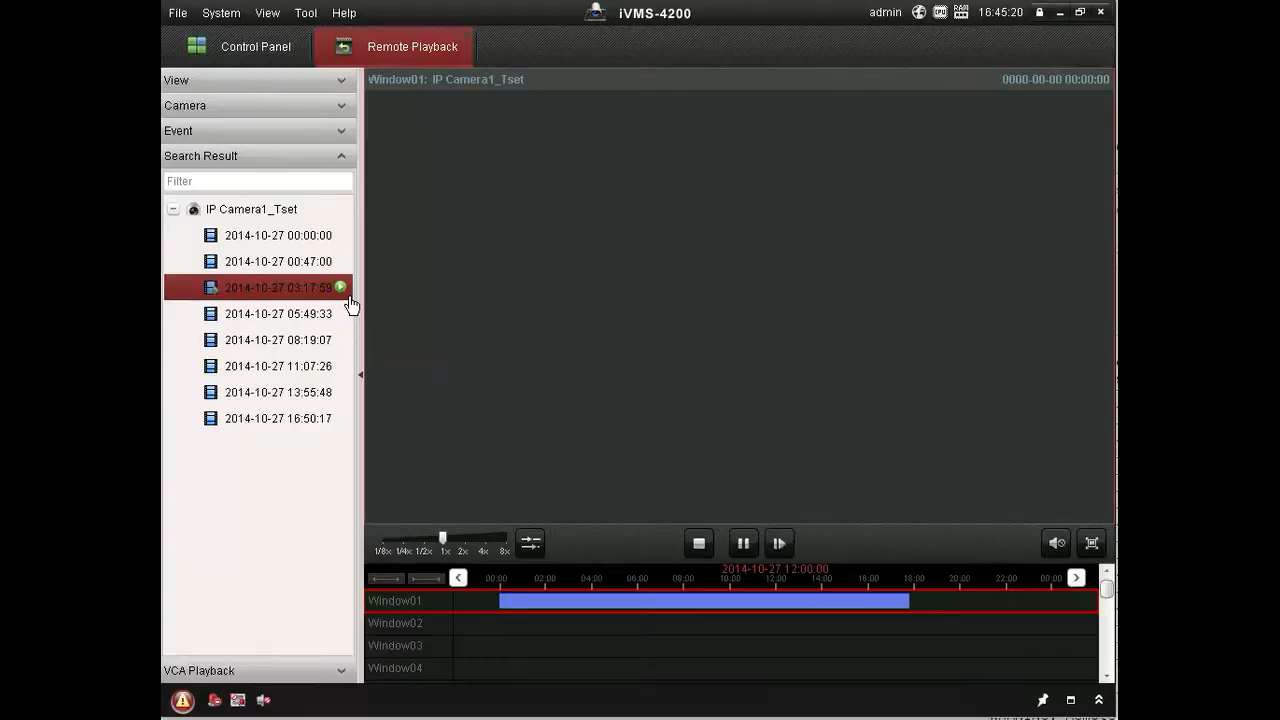 File System View Tool Help iVMS-4200 admin 16:45:20
Control Panel Remote Playback
View
Camera
Event
Search Result
Filter
IP Camera1_Tset
2014-10-27 00:00:00
2014-10-27 00:47:00
2014-10-27 03:17:59
2014-10-27 05:49:33
2014-10-27 08:19:07
2014-10-27 11:07:26
2014-10-27 13:55:48
2014-10-27 16:50:17
VCA Playback
Window01: IP Camera1_Tset 0000-00-00 00:00:00
1/8x 1/4x 1/2x 1x 2x 4x 8x
2014-10-27 12:00:00
00:00 02:00 04:00 06:00 08:00 10:00 12:00 14:00 16:00 18:00 20:00 22:00 00:00
Window01
Window02
Window03
Window04